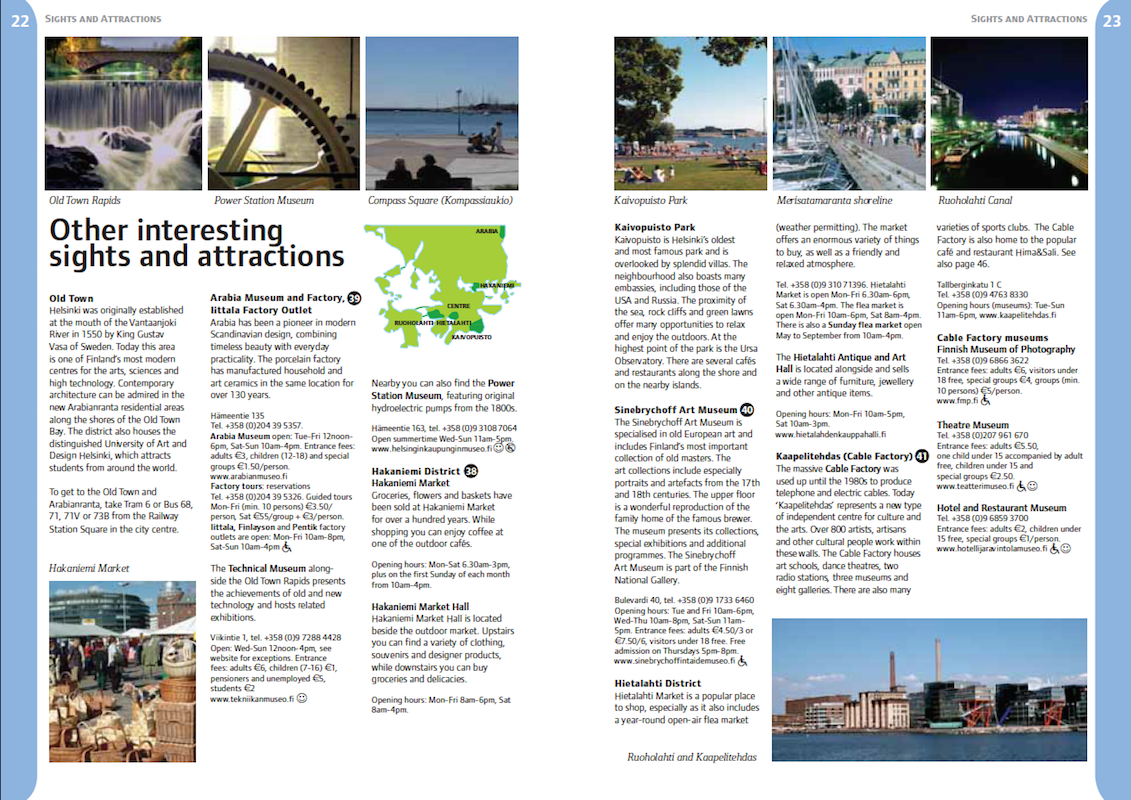 22
SIGHTS AND ATTRACTIONS
Old Town Rapids
Power Station Museum
Compass Square (Kompassiaukio)
Other interesting
sights and attractions
ARABIA
HAKANIEMI
CENTRE
RUOHOLAHTI
HIETALAHTI
KAIVOPUISTO
Old Town
Helsinki was originally established
at the mouth of the Vantaanjoki
River in 1550 by King Gustav
Vasa of Sweden. Today this area
is one of Finland's most modern
centres for the arts, sciences and
high technology. Contemporary
architecture can be admired in the
new Arabianranta residential areas
along the shores of the Old Town
Bay. The district also houses the
distinguished University of Art and
Design Helsinki, which attracts
students from around the world.
To get to the Old Town and
Arabianranta, take Tram 6 or Bus 68,
71, 71V or 73B from the Railway
Station Square in the city centre.
Hakaniemi Market
Arabia Museum and Factory, 39
Iittala Factory Outlet
Arabia has been a pioneer in modern
Scandinavian design, combining
timeless beauty with everyday
practicality. The porcelain factory
has manufactured household and
art ceramics in the same location for
over 130 years.
Hämeentie 135
Tel. +358 (0)204 39 5357.
Arabia Museum open: Tue-Fri 12noon-
6pm, Sat-Sun 10am-4pm. Entrance fees:
adults €3, children (12-18) and special
groups €1.50/person.
www.arabianmuseo.fi
Factory tours: reservations
Tel. +358 (0)204 39 5326. Guided tours
Mon-Fri (min. 10 persons) €3.50/
person, Sat €55/group + €3/person.
Iittala, Finlayson and Pentik factory
outlets are open: Mon-Fri 10am-8pm,
Sat-Sun 10am-4pm
The Technical Museum along-
side the Old Town Rapids presents
the achievements of old and new
technology and hosts related
exhibitions.
Viikintie 1, tel. +358 (0)9 7288 4428
Open: Wed-Sun 12noon-4pm, see
website for exceptions. Entrance
fees: adults €6, children (7-16) €1,
pensioners and unemployed €5,
students €2
www.tekniikanmuseo.fi
Nearby you can also find the Power
Station Museum, featuring original
hydroelectric pumps from the 1800s.
Hämeentie 163, tel. +358 (0)9 3108 7064
Open summertime Wed-Sun 11am-5pm.
www.helsinginkaupunginmuseo.fi
Hakaniemi District 38
Hakaniemi Market
Groceries, flowers and baskets have
been sold at Hakaniemi Market
for over a hundred years. While
shopping you can enjoy coffee at
one of the outdoor cafés.
Opening hours: Mon-Sat 6.30am-3pm,
plus on the first Sunday of each month
from 10am-4pm.
Hakaniemi Market Hall
Hakaniemi Market Hall is located
beside the outdoor market. Upstairs
you can find a variety of clothing,
souvenirs and designer products,
while downstairs you can buy
groceries and delicacies.
Opening hours: Mon-Fri 8am-6pm, Sat
8am-4pm.
SIGHTS AND ATTRACTIONS
23
Kaivopuisto Park
Merisatamaranta shoreline
Ruoholahti Canal
Kaivopuisto Park
Kaivopuisto is Helsinki's oldest
and most famous park and is
overlooked by splendid villas. The
neighbourhood also boasts many
embassies, including those of the
USA and Russia. The proximity of
the sea, rock cliffs and green lawns
offer many opportunities to relax
and enjoy the outdoors. At the
highest point of the park is the Ursa
Observatory. There are several cafés
and restaurants along the shore and
on the nearby islands.
Sinebrychoff Art Museum 40
The Sinebrychoff Art Museum is
specialised in old European art and
includes Finland's most important
collection of old masters. The
art collections include especially
portraits and artefacts from the 17th
and 18th centuries. The upper floor
is a wonderful reproduction of the
family home of the famous brewer.
The museum presents its collections,
special exhibitions and additional
programmes. The Sinebrychoff
Art Museum is part of the Finnish
National Gallery.
Bulevardi 40, tel. +358 (0)9 1733 6460
Opening hours: Tue and Fri 10am-6pm,
Wed-Thu 10am-8pm, Sat-Sun 11am-
5pm. Entrance fees: adults €4.50/3 or
€7.50/6, visitors under 18 free. Free
admission on Thursdays 5pm-8pm.
www.sinebrychoffintaidemuseo.fi
Hietalahti District
Hietalahti Market is a popular place
to shop, especially as it also includes
a year-round open-air flea market
(weather permitting). The market
offers an enormous variety of things
to buy, as well as a friendly and
relaxed atmosphere.
Tel. +358 (0)9 310 71396. Hietalahti
Market is open Mon-Fri 6.30am-6pm,
Sat 6.30am-4pm. The flea market is
open Mon-Fri 10am-6pm, Sat 8am-4pm.
There is also a Sunday flea market open
May to September from 10am-4pm.
The Hietalahti Antique and Art
Hall is located alongside and sells
a wide range of furniture, jewellery
and other antique items.
Opening hours: Mon-Fri 10am-5pm,
Sat 10am-3pm.
www.hietalahdenkauppahalli.fi
Kaapelitehdas (Cable Factory) 41
The massive Cable Factory was
used up until the 1980s to produce
telephone and electric cables. Today
'Kaapelitehdas' represents a new type
of independent centre for culture and
the arts. Over 800 artists, artisans
and other cultural people work within
these walls. The Cable Factory houses
art schools, dance theatres, two
radio stations, three museums and
eight galleries. There are also many
varieties of sports clubs. The Cable
Factory is also home to the popular
café and restaurant Hima&Sali. See
also page 46.
Tallberginkatu 1 C
Tel. +358 (0)9 4763 8330
Opening hours (museums): Tue-Sun
11am-6pm, www.kaapelitehdas.fi
Cable Factory museums
Finnish Museum of Photography
Tel. +358 (0)9 6866 3622
Entrance fees: adults €6, visitors under
18 free, special groups €4, groups (min.
10 persons) €5/person.
www.fmp.fi
Theatre Museum
Tel. +358 (0)207 961 670
Entrance fees: adults €5.50,
one child under 15 accompanied by adult
free, children under 15 and
special groups €2.50.
www.teatterimuseo.fi
Hotel and Restaurant Museum
Tel. +358 (0)9 6859 3700
Entrance fees: adults €2, children under
15 free, special groups €1/person.
www.hotellijaravintolamuseo.fi
Ruoholahti and Kaapelitehdas